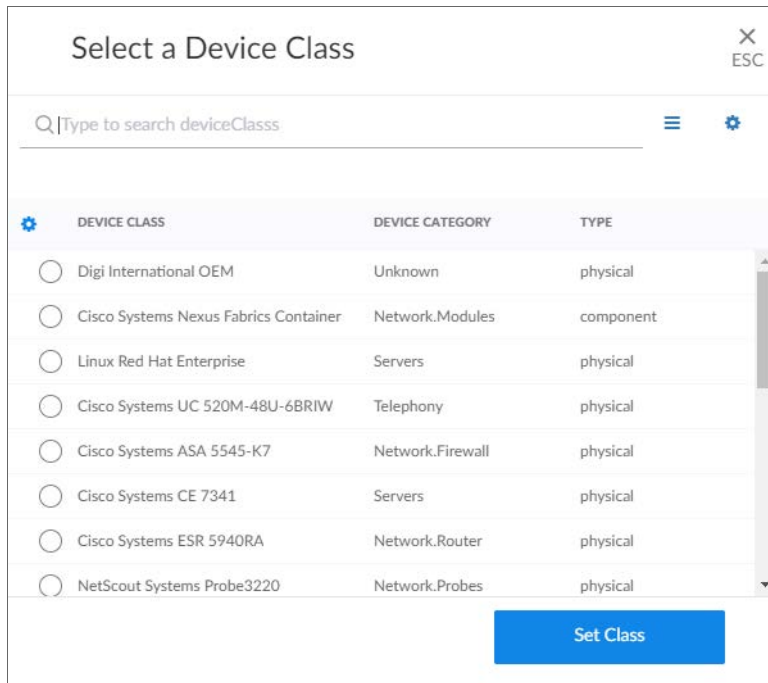 Select a Device Class
ESC
Type to search deviceClasss
DEVICE CLASS DEVICE CATEGORY TYPE
Digi International OEM Unknown physical
Cisco Systems Nexus Fabrics Container Network.Modules component
Linux Red Hat Enterprise Servers physical
Cisco Systems UC 520M-48U-6BRIW Telephony physical
Cisco Systems ASA 5545-K7 Network.Firewall physical
Cisco Systems CE 7341 Servers physical
Cisco Systems ESR 5940RA Network.Router physical
NetScout Systems Probe3220 Network.Probes physical
Set Class